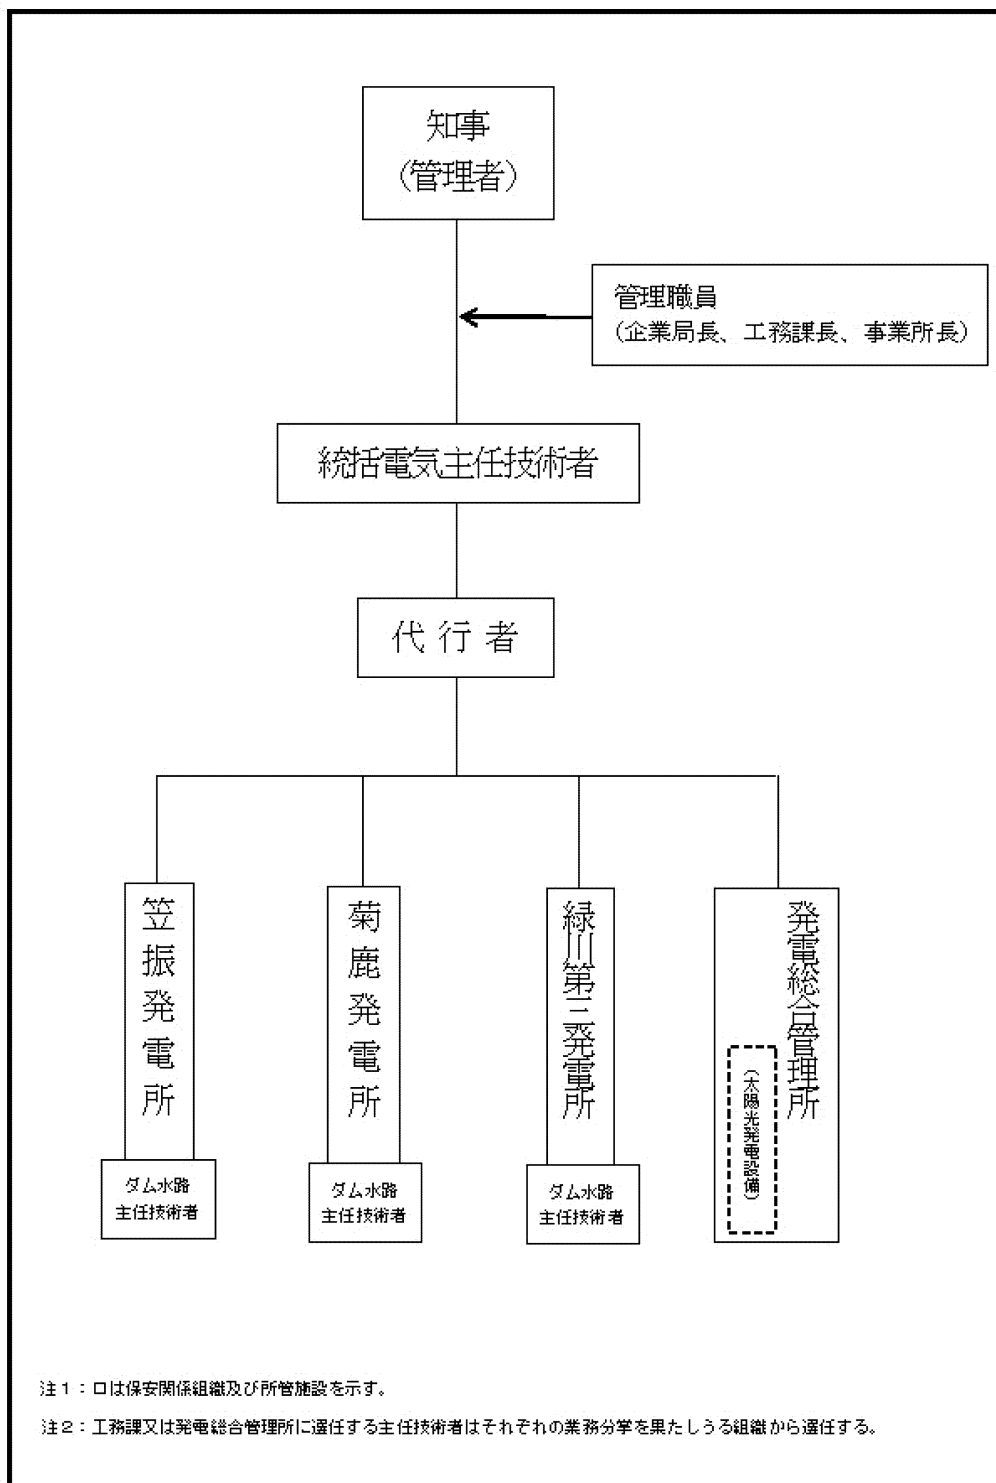 知事
(管理者)
管理職員
(企業局長、工務課長、事業所長)
統括電気主任技術者
代行者
笠振発電所
ダム水路
主任技術者
菊鹿発電所
ダム水路
主任技術者
緑川第三発電所
ダム水路
主任技術者
発電総合管理所
(太陽光発電設備)
注1:口は保安関係組織及び所管施設を示す。
注2:工務課又は発電総合管理所に選任する主任技術者はそれぞれの業務分掌を果たしうる組織から選任する。